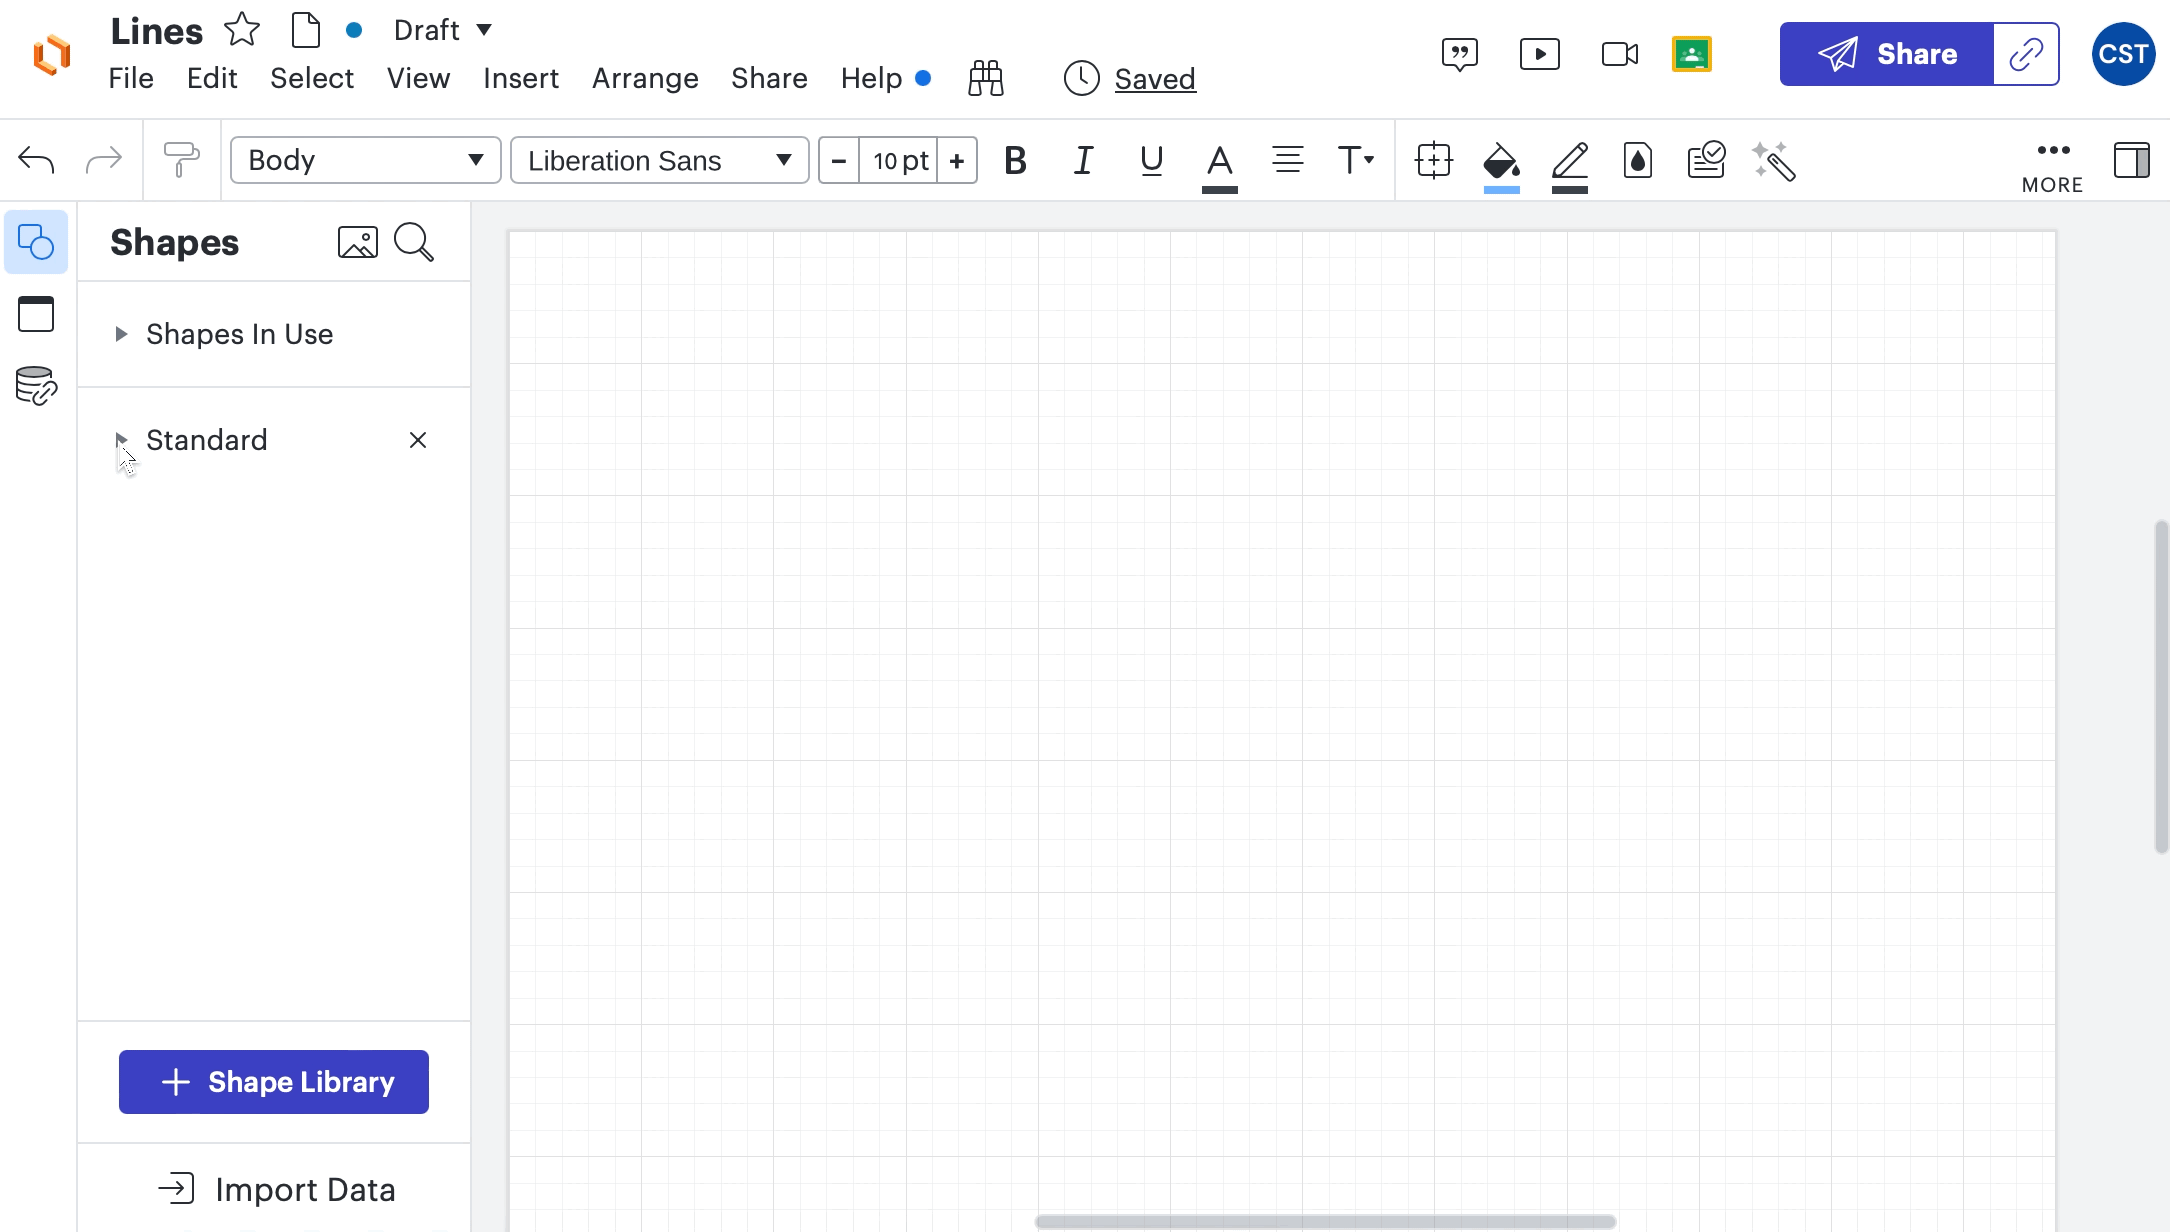 Lines Draft
File Edit Select View Insert Arrange Share Help Saved
Share
CST
Body Liberation Sans - 10 pt + B I U A T
MORE
Shapes
Shapes In Use
Standard
Shape Library
Import Data